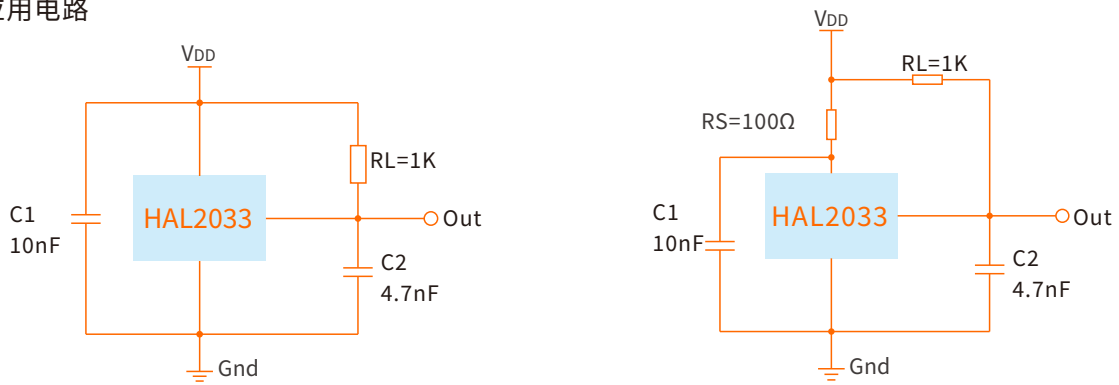 应用电路
VDD
RL=1K
HAL2033
C1
10nF
Out
C2
4.7nF
Gnd
VDD
RL=1K
RS=100Ω
C1
10nF
HAL2033
Out
C2
4.7nF
Gnd